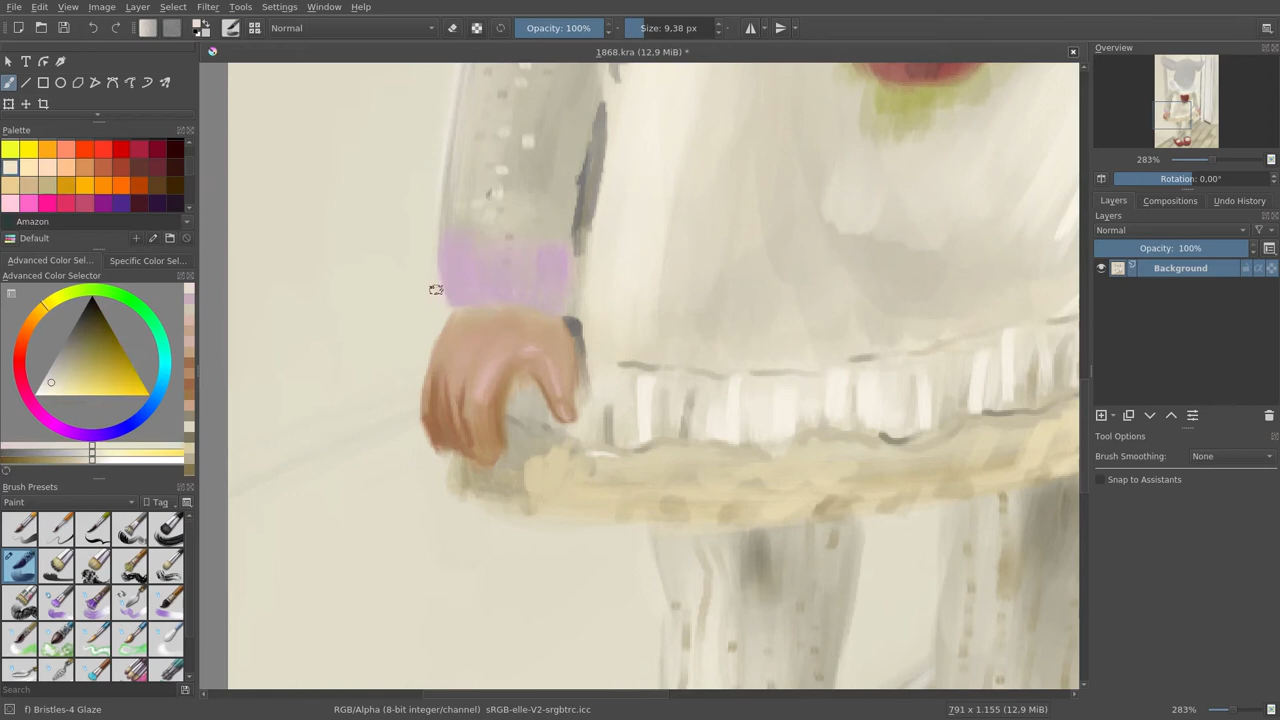 File Edit View Image Layer Select Filter Tools Settings Window Help
Normal Opacity: 100% Size: 9,38 px
1868.kra (12,9 MiB) *
Overview
283%
Rotation: 0,00°
Layers Compositions Undo History
Layers
Normal
Opacity: 100%
Background
Tool Options
Brush Smoothing: None
Snap to Assistants
Palette
Amazon
Default
Advanced Color Sel... Specific Color Sel...
Advanced Color Selector
Brush Presets
Paint Tag
Search
f) Bristles-4 Glaze RGB/Alpha (8-bit integer/channel) sRGB-elle-V2-srgbtrc.icc 791 x 1.155 (12,9 MiB) 283%